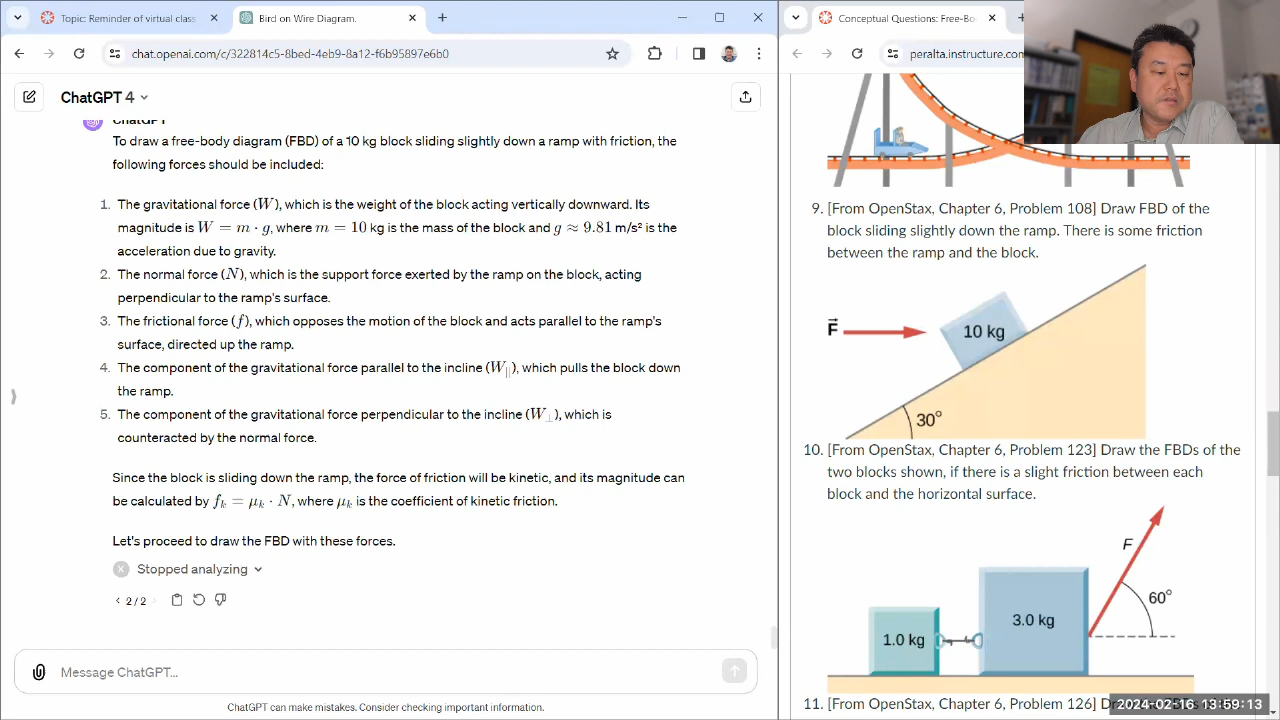 Topic: Reminder of virtual class
Bird on Wire Diagram.
chat.openai.com/c/322814c5-8bed-4eb9-8a12-f6b95897e6b0
ChatGPT 4
ChatGPT
To draw a free-body diagram (FBD) of a 10 kg block sliding slightly down a ramp with friction, the
following forces should be included:
1. The gravitational force (W), which is the weight of the block acting vertically downward. Its
magnitude is W = m · g, where m = 10 kg is the mass of the block and g ≈ 9.81 m/s² is the
acceleration due to gravity.
2. The normal force (N), which is the support force exerted by the ramp on the block, acting
perpendicular to the ramp's surface.
3. The frictional force (f), which opposes the motion of the block and acts parallel to the ramp's
surface, directed up the ramp.
4. The component of the gravitational force parallel to the incline (W||), which pulls the block down
the ramp.
5. The component of the gravitational force perpendicular to the incline (W⊥), which is
counteracted by the normal force.
Since the block is sliding down the ramp, the force of friction will be kinetic, and its magnitude can
be calculated by fk = μk · N, where μk is the coefficient of kinetic friction.
Let's proceed to draw the FBD with these forces.
Stopped analyzing
< 2/2 >
Message ChatGPT...
ChatGPT can make mistakes. Consider checking important information.
Conceptual Questions: Free-Bo
peralta.instructure.com
9. [From OpenStax, Chapter 6, Problem 108] Draw FBD of the
block sliding slightly down the ramp. There is some friction
between the ramp and the block.
F
10 kg
30°
10. [From OpenStax, Chapter 6, Problem 123] Draw the FBDs of the
two blocks shown, if there is a slight friction between each
block and the horizontal surface.
F
60°
3.0 kg
1.0 kg
11. [From OpenStax, Chapter 6, Problem 126]
2024-02-16 13:59:13